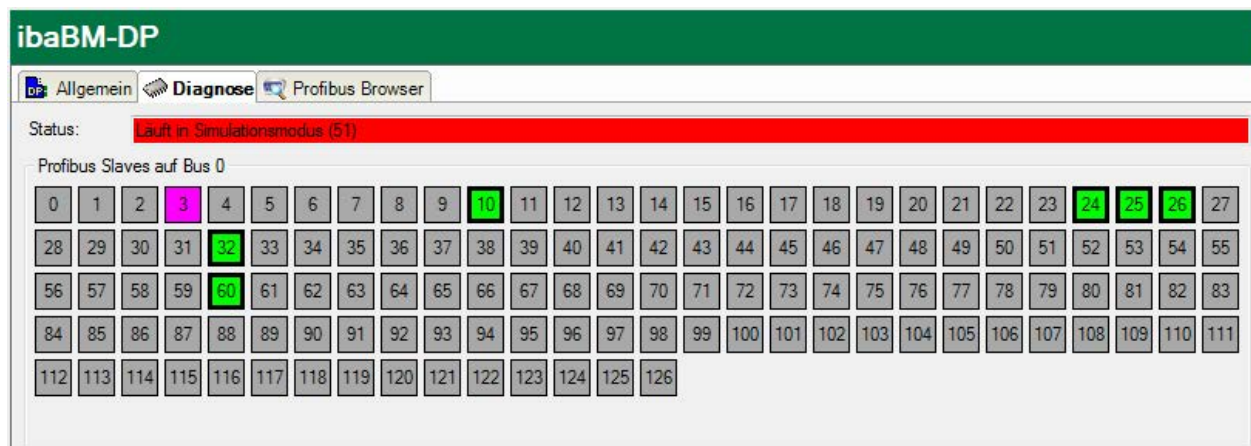 ibaBM-DP
DP Allgemein Diagnose Profibus Browser
Status: Läuft in Simulationsmodus (51)
Profibus Slaves auf Bus 0
0 1 2 3 4 5 6 7 8 9 10 11 12 13 14 15 16 17 18 19 20 21 22 23 24 25 26 27
28 29 30 31 32 33 34 35 36 37 38 39 40 41 42 43 44 45 46 47 48 49 50 51 52 53 54 55
56 57 58 59 60 61 62 63 64 65 66 67 68 69 70 71 72 73 74 75 76 77 78 79 80 81 82 83
84 85 86 87 88 89 90 91 92 93 94 95 96 97 98 99 100 101 102 103 104 105 106 107 108 109 110 111
112 113 114 115 116 117 118 119 120 121 122 123 124 125 126